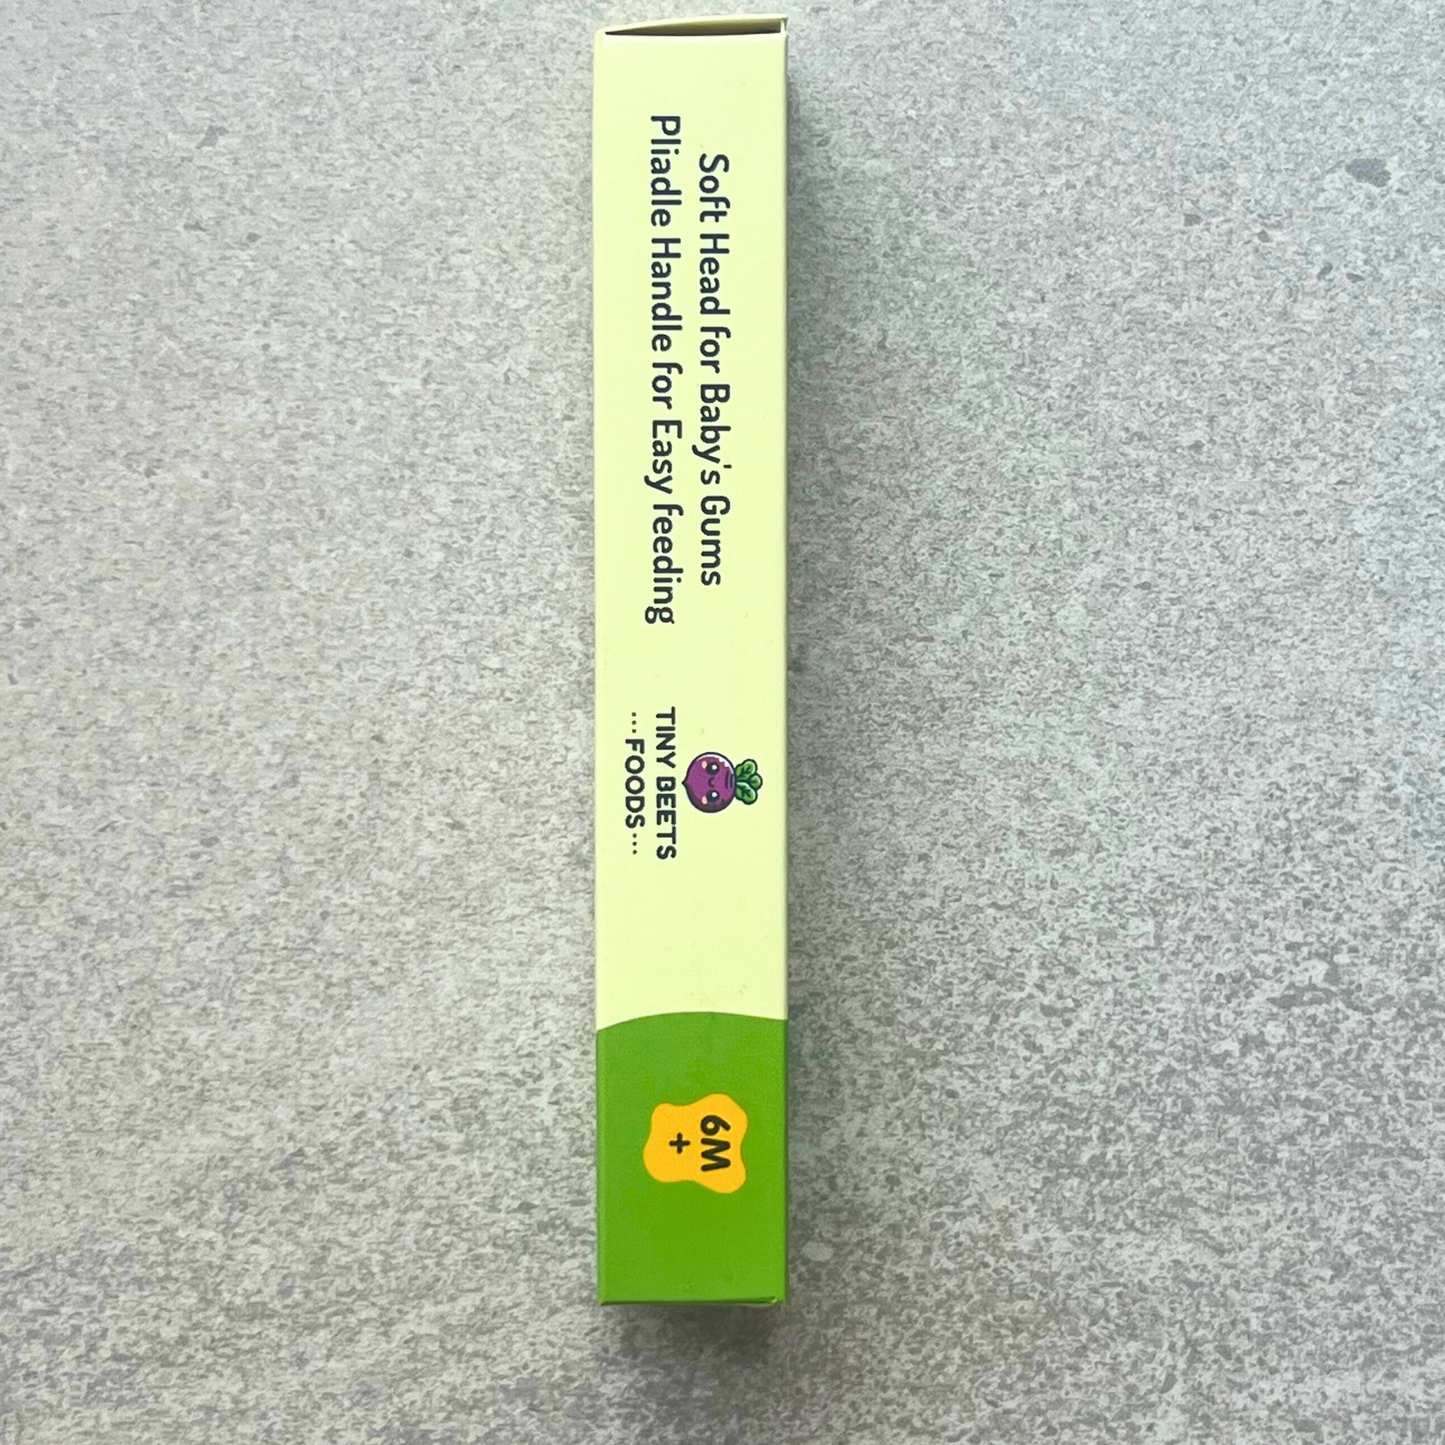 Soft Head for Baby's Gums
Pliadle Handle for Easy feeding
TINY BEETS
...FOODS...
6M
+